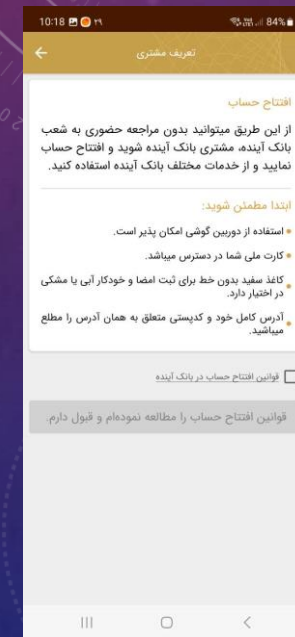 10:18 ۲۹ 84%
تعریف مشتری
افتتاح حساب
از این طریق میتوانید بدون مراجعه حضوری به شعب
بانک آینده، مشتری بانک آینده شوید و افتتاح حساب
نمایید و از خدمات مختلف بانک آینده استفاده کنید.
ابتدا مطمئن شوید:
استفاده از دوربین گوشی امکان پذیر است.
کارت ملی شما در دسترس میباشد.
کاغذ سفید بدون خط برای ثبت امضا و خودکار آبی یا مشکی
در اختیار دارد.
آدرس کامل خود و کدپستی متعلق به همان آدرس را مطلع
میباشید.
قوانین افتتاح حساب در بانک آینده
قوانین افتتاح حساب را مطالعه نموده‌ام و قبول دارم.